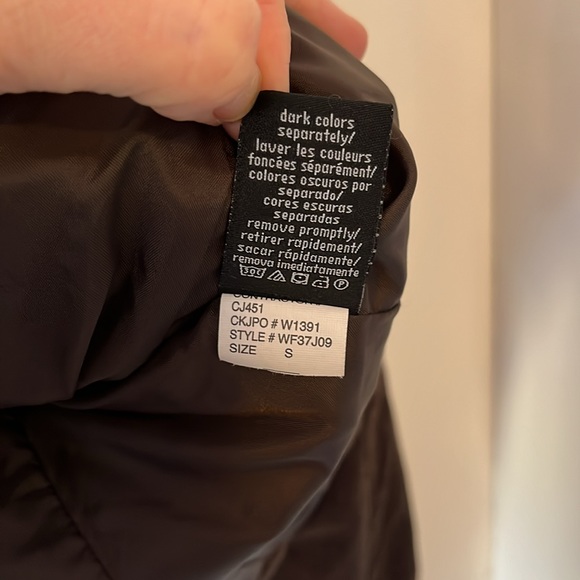 dark colors
separately/
laver les couleurs
foncées séparément/
colores oscuros por
separado/
cores escuras
separadas
remove promptly/
retirer rapidement/
sacar rápidamente/
remova imediatamente
CJ451
CKJPO # W1391
STYLE # WF37J09
SIZE S